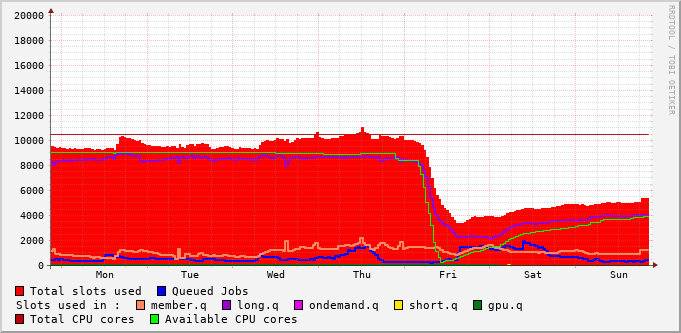 20000
18000
16000
14000
12000
10000
8000
6000
4000
2000
0
Mon Tue Wed Thu Fri Sat Sun
RRDTOOL / TOBI OETIKER
Total slots used Queued Jobs
Slots used in : member.q long.q ondemand.q short.q gpu.q
Total CPU cores Available CPU cores